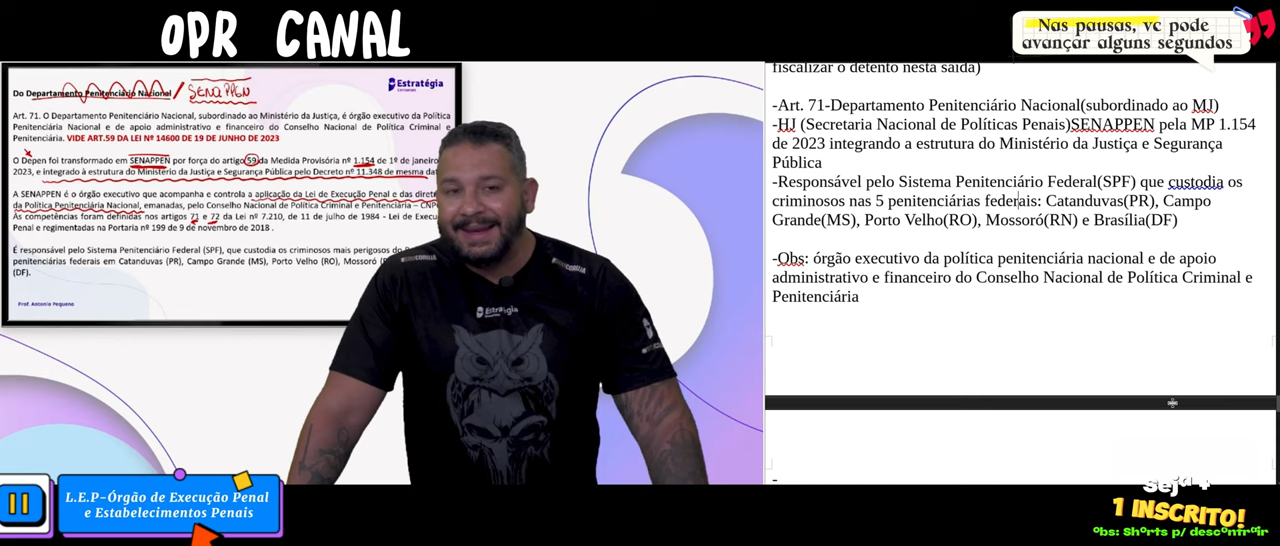 OPR CANAL
Nas pausas, vc pode
avançar alguns segundos
Do Departamento Penitenciário Nacional / SENAPPEN
Estratégia
Concursos
Art. 71. O Departamento Penitenciário Nacional, subordinado ao Ministério da Justiça, é órgão executivo da Política
Penitenciária Nacional e de apoio administrativo e financeiro do Conselho Nacional de Política Criminal e
Penitenciária. VIDE ART.59 DA LEI Nº 14600 DE 19 DE JUNHO DE 2023
O Depen foi transformado em SENAPPEN por força do artigo 59 da Medida Provisória nº 1.154 de 1º de janeiro
2023, e integrado à estrutura do Ministério da Justiça e Segurança Pública pelo Decreto nº 11.348 de mesma
A SENAPPEN é o órgão executivo que acompanha e controla a aplicação da Lei de Execução Penal e das
da Política Penitenciária Nacional, emanadas, pelo Conselho Nacional de Política Criminal e Penitenciária –
As competências foram definidas nos artigos 71 e 72 da Lei nº 7.210, de 11 de julho de 1984 - Lei de
Penal e regimentadas na Portaria nº 199 de 9 de novembro de 2018 .
É responsável pelo Sistema Penitenciário Federal (SPF), que custodia os criminosos mais perigosos do
penitenciárias federais em Catanduvas (PR), Campo Grande (MS), Porto Velho (RO), Mossoró
(DF).
Prof. Antonio Pequeno
Estratégia
fiscalizar o detento nesta saída)
-Art. 71-Departamento Penitenciário Nacional(subordinado ao MJ)
-HJ (Secretaria Nacional de Políticas Penais)SENAPPEN pela MP 1.154
de 2023 integrando a estrutura do Ministério da Justiça e Segurança
Pública
-Responsável pelo Sistema Penitenciário Federal(SPF) que custodia os
criminosos nas 5 penitenciárias federais: Catanduvas(PR), Campo
Grande(MS), Porto Velho(RO), Mossoró(RN) e Brasília(DF)
-Obs: órgão executivo da política penitenciária nacional e de apoio
administrativo e financeiro do Conselho Nacional de Política Criminal e
Penitenciária
-
L.E.P-Órgão de Execução Penal
e Estabelecimentos Penais
Seja +
1 INSCRITO!
Obs: Shorts p/ descontrair